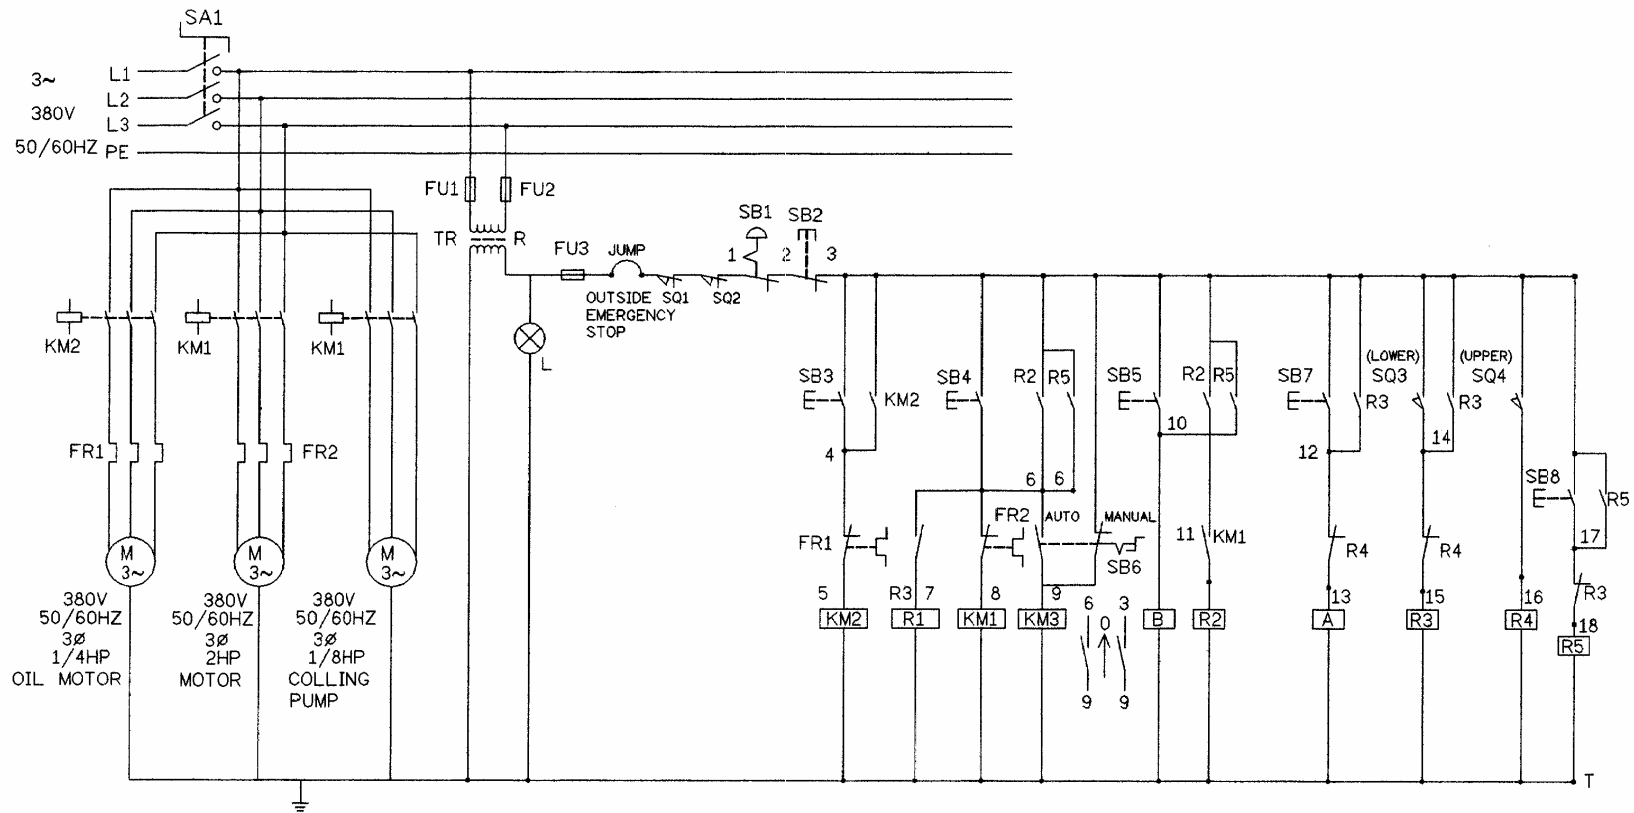 SA1
3~
L1
L2
380V
L3
50/60HZ PE
FU1
FU2
TR
R
FU3
JUMP
SB1
SB2
1
2
3
OUTSIDE
EMERGENCY
STOP
SQ1
SQ2
KM2
KM1
KM1
L
SB3
KM2
SB4
R2
R5
SB5
R2
R5
SB7
R3
(LOWER)
SQ3
R3
(UPPER)
SQ4
FR1
FR2
4
6
6
10
12
14
SB8
R5
FR1
FR2
AUTO
MANUAL
SB6
11
KM1
R4
R4
17
M
3~
M
3~
M
3~
5
R3
7
8
9
13
15
16
R3
18
KM2
R1
KM1
KM3
B
R2
A
R3
R4
R5
6
0
3
9
9
380V
50/60HZ
3ø
1/4HP
OIL MOTOR
380V
50/60HZ
3ø
2HP
MOTOR
380V
50/60HZ
3ø
1/8HP
COLLING
PUMP
T